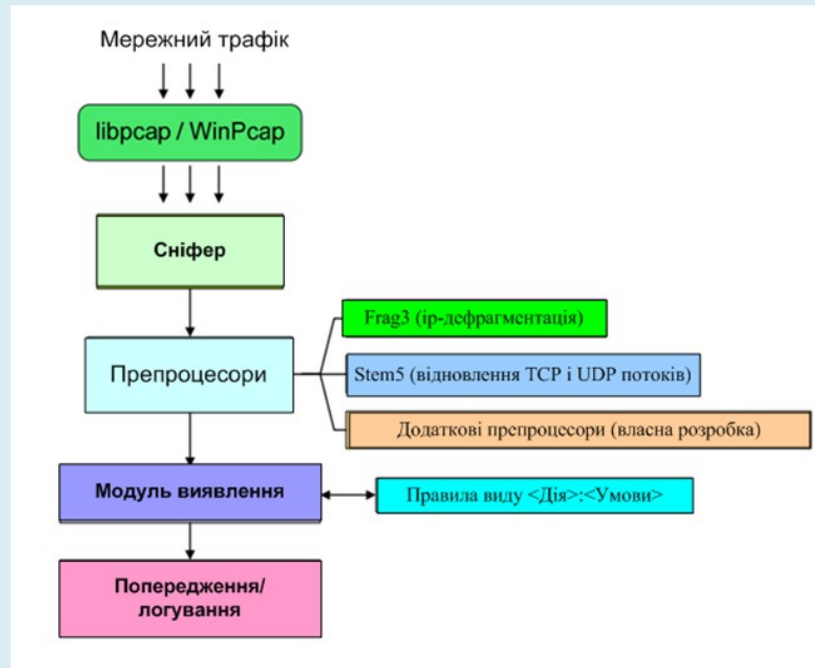 Мережний трафік
libpcap / WinPcap
Сніфер
Препроцесори
Frag3 (ip-дефрагментація)
Stem5 (відновлення TCP і UDP потоків)
Додаткові препроцесори (власна розробка)
Модуль виявлення
Правила виду <Дія>:<Умови>
Попередження/
логування